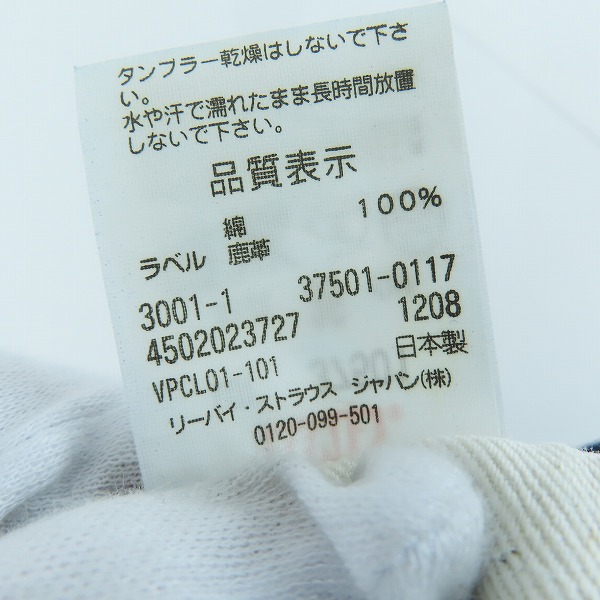 タンブラー乾燥はしないで下さ
い。
水や汗で濡れたまま長時間放置
しないで下さい。
品質表示
綿 100%
ラベル 鹿革
3001-1 37501-0117
4502023727 1208
VPCL01-101 日本製
リーバイ・ストラウス ジャパン(株)
0120-099-501